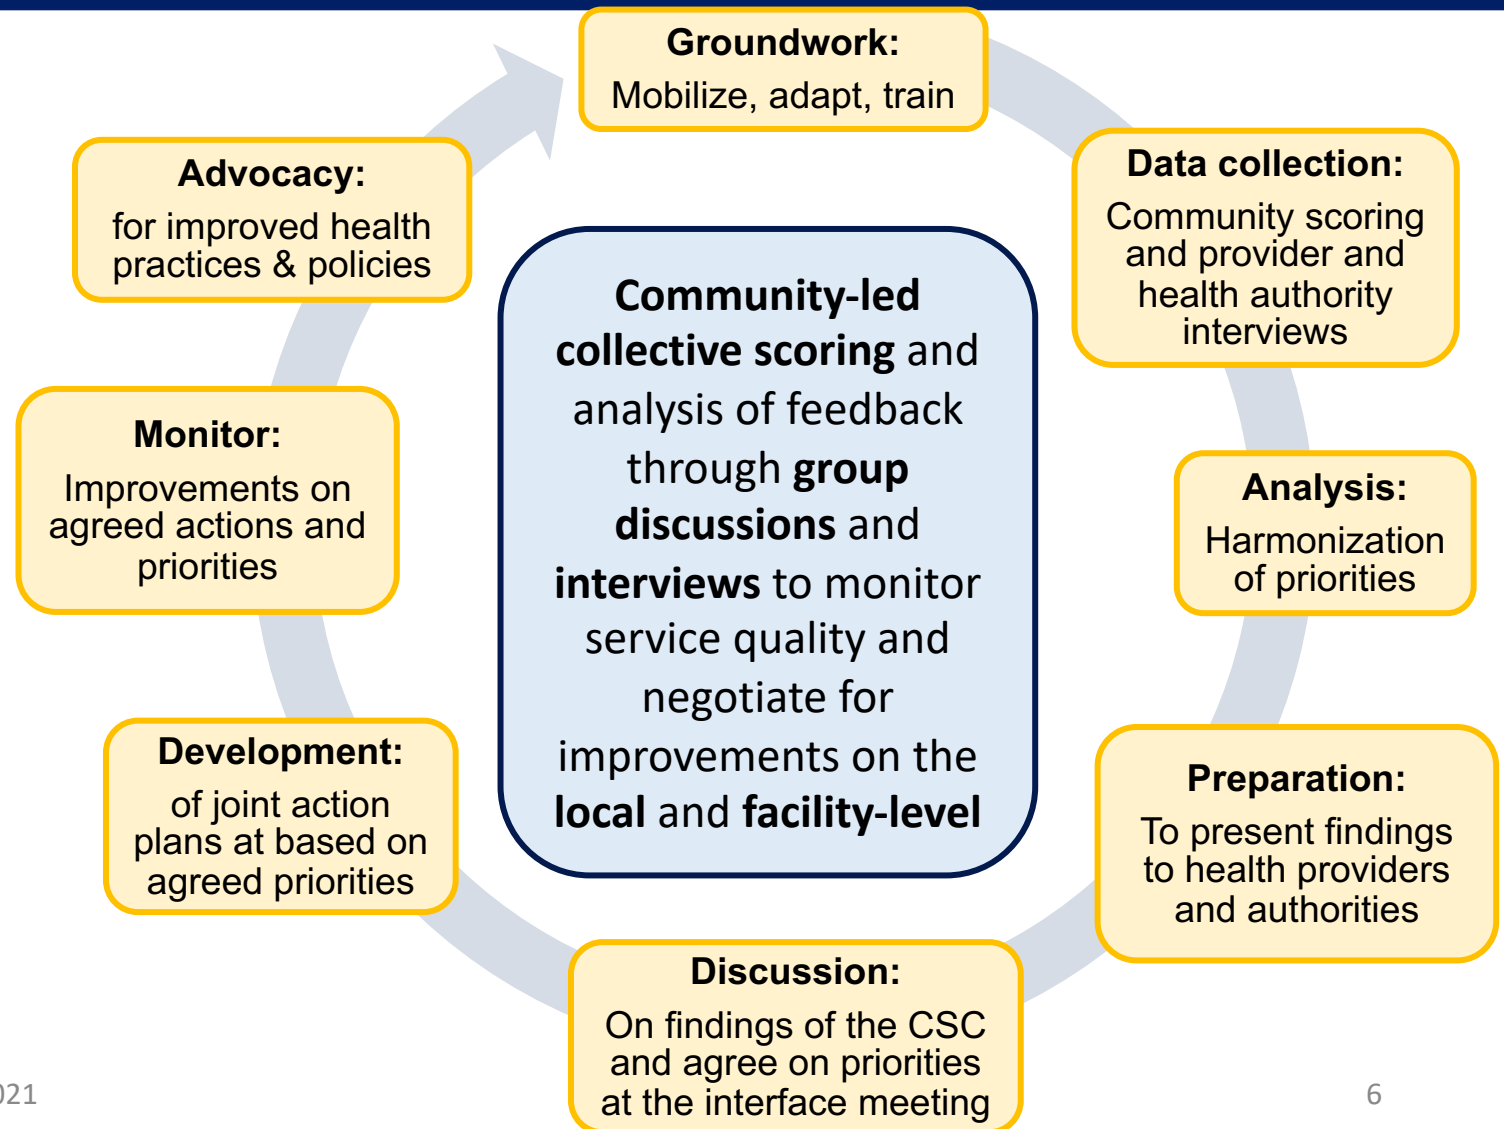 Groundwork:
Mobilize, adapt, train
Data collection:
Community scoring
and provider and
health authority
interviews
Analysis:
Harmonization
of priorities
Preparation:
To present findings
to health providers
and authorities
Discussion:
On findings of the CSC
and agree on priorities
at the interface meeting
Development:
of joint action
plans at based on
agreed priorities
Monitor:
Improvements on
agreed actions and
priorities
Advocacy:
for improved health
practices & policies
Community-led
collective scoring and
analysis of feedback
through group
discussions and
interviews to monitor
service quality and
negotiate for
improvements on the
local and facility-level
021
6